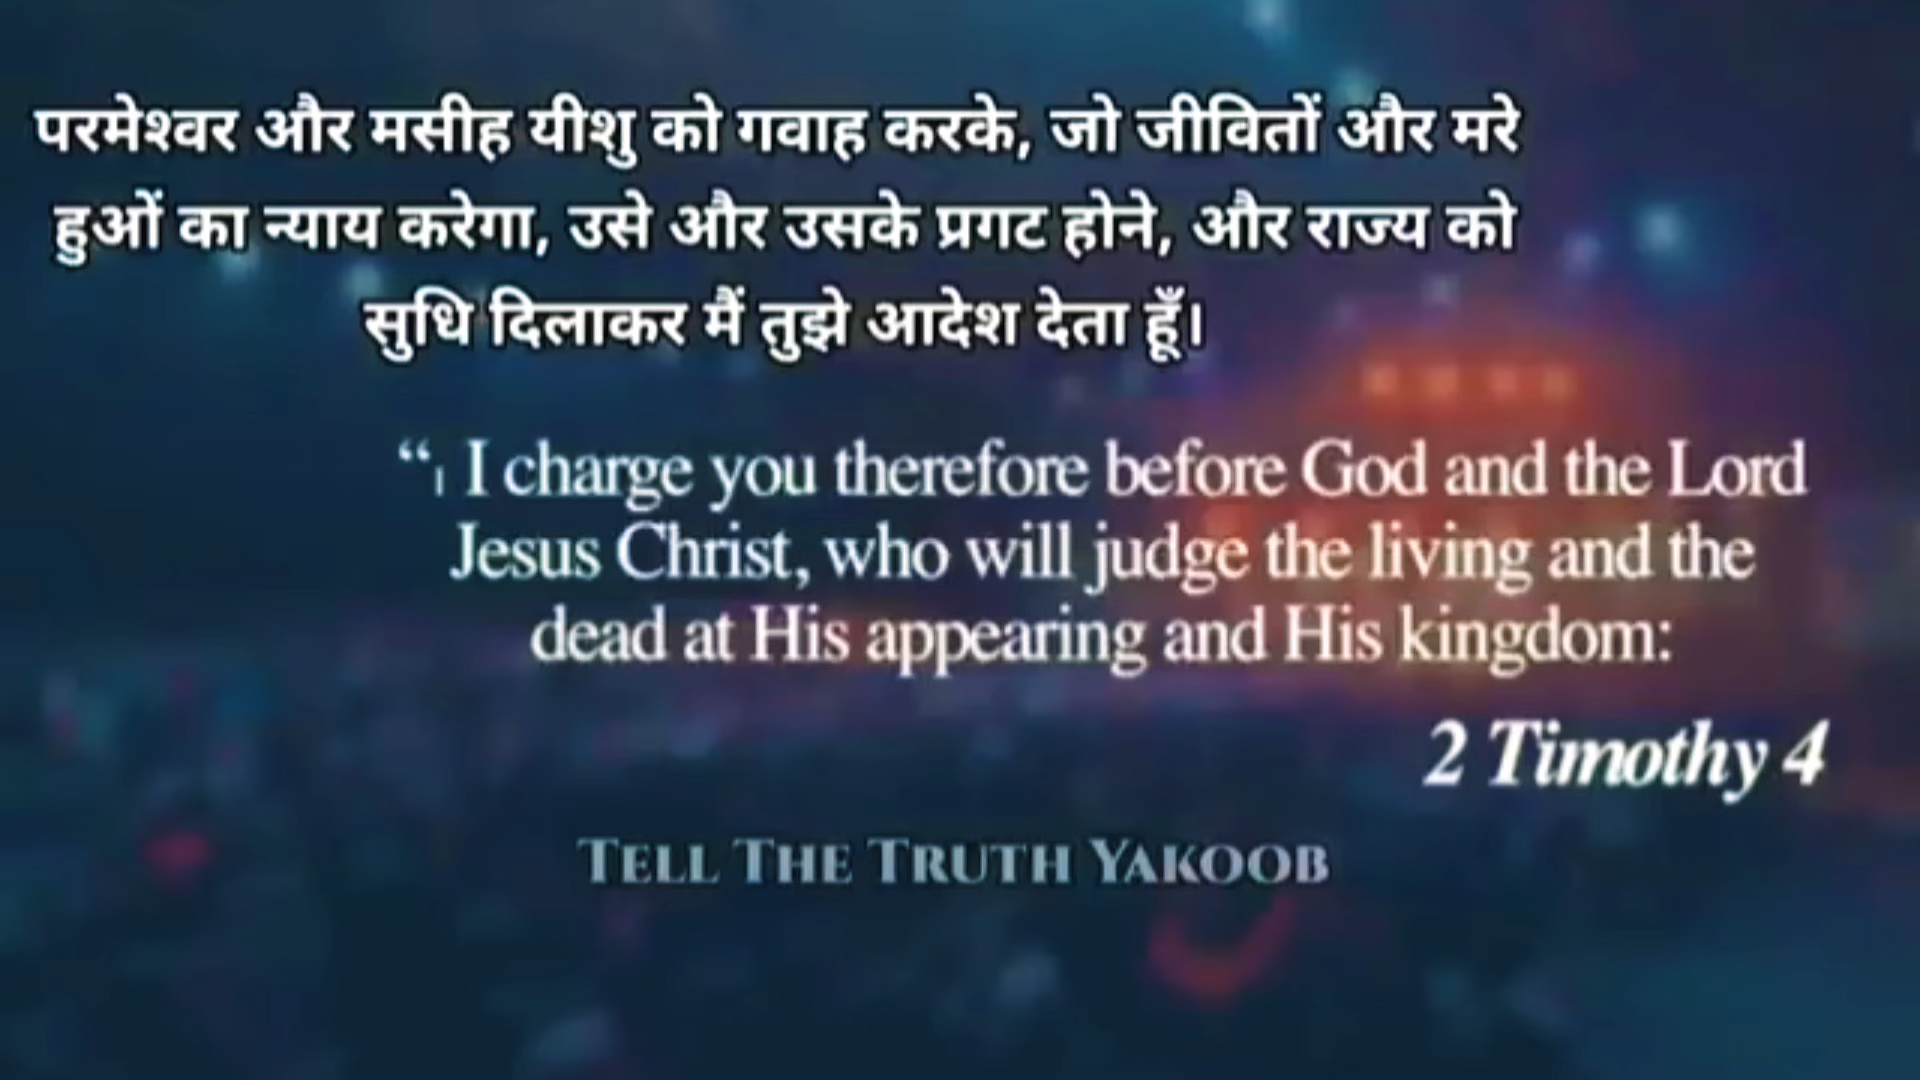 परमेश्वर और मसीह यीशु को गवाह करके, जो जीवितों और मरे
हुओं का न्याय करेगा, उसे और उसके प्रगट होने, और राज्य को
सुधि दिलाकर मैं तुझे आदेश देता हूँ।
“1 I charge you therefore before God and the Lord
Jesus Christ, who will judge the living and the
dead at His appearing and His kingdom:
2 Timothy 4
TELL THE TRUTH YAKOOB